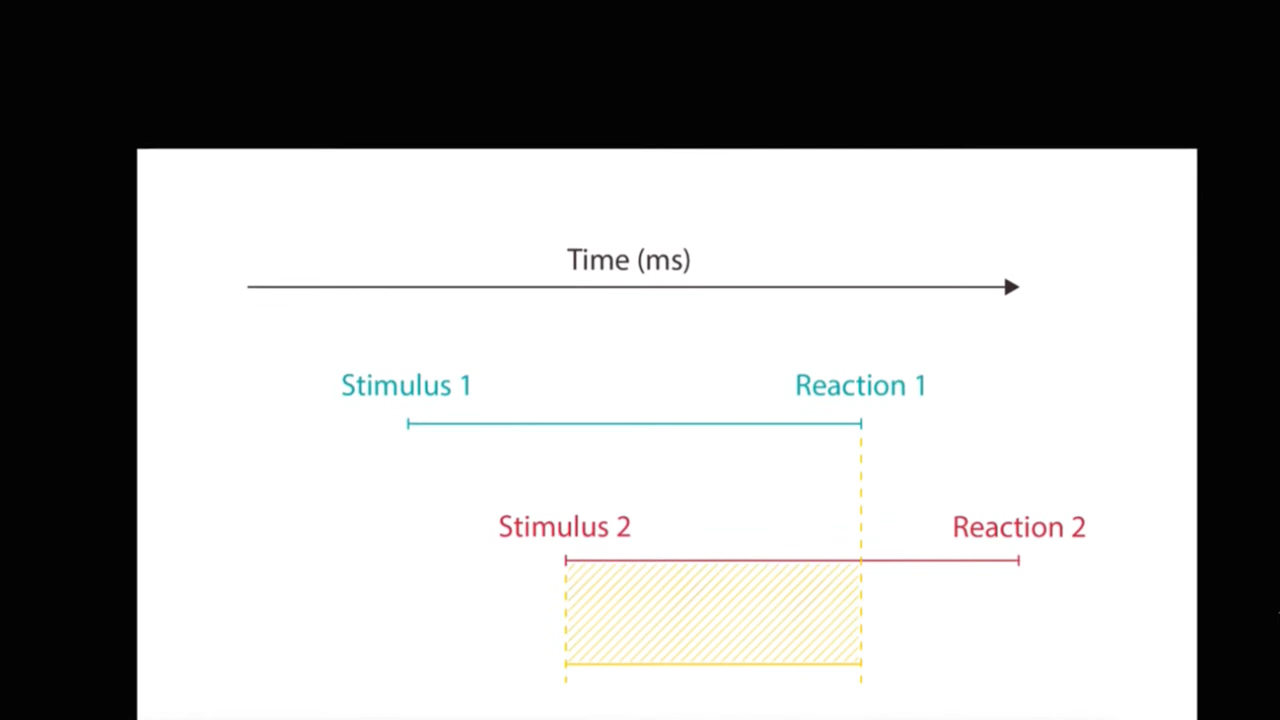 Time (ms)
Stimulus 1
Reaction 1
Stimulus 2
Reaction 2